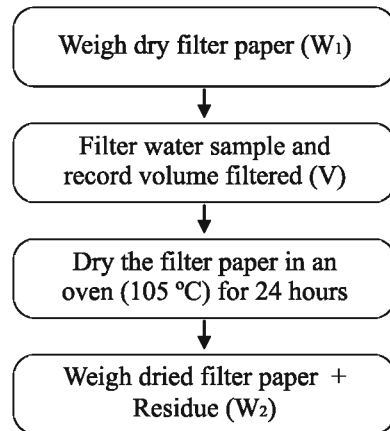 Weigh dry filter paper (W₁)
Filter water sample and
record volume filtered (V)
Dry the filter paper in an
oven (105 ºC) for 24 hours
Weigh dried filter paper +
Residue (W₂)